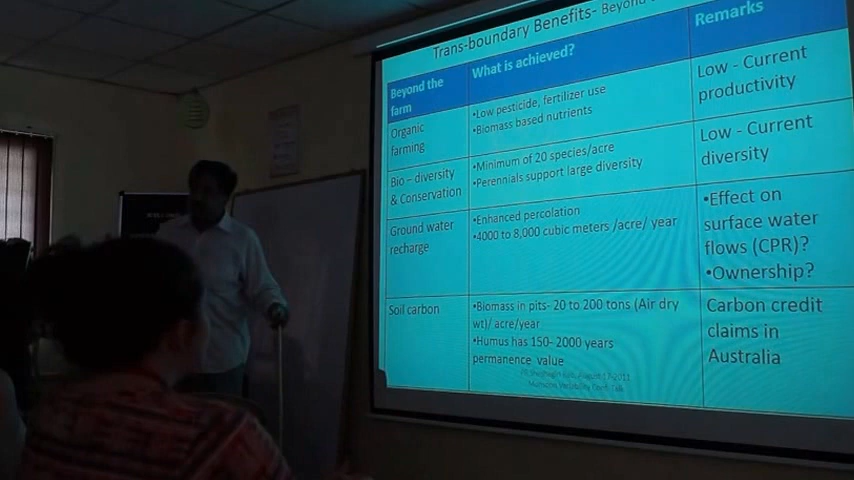 Trans-boundary Benefits- Beyond
Beyond the
farm
What is achieved?
Remarks
Organic
farming
•Low pesticide, fertilizer use
•Biomass based nutrients
Low - Current
productivity
Bio – diversity
& Conservation
•Minimum of 20 species/acre
•Perennials support large diversity
Low - Current
diversity
Ground water
recharge
•Enhanced percolation
•4000 to 8,000 cubic meters /acre/ year
•Effect on
surface water
flows (CPR)?
•Ownership?
Soil carbon
•Biomass in pits- 20 to 200 tons (Air dry
wt)/ acre/year
•Humus has 150- 2000 years
permanence value
Carbon credit
claims in
Australia